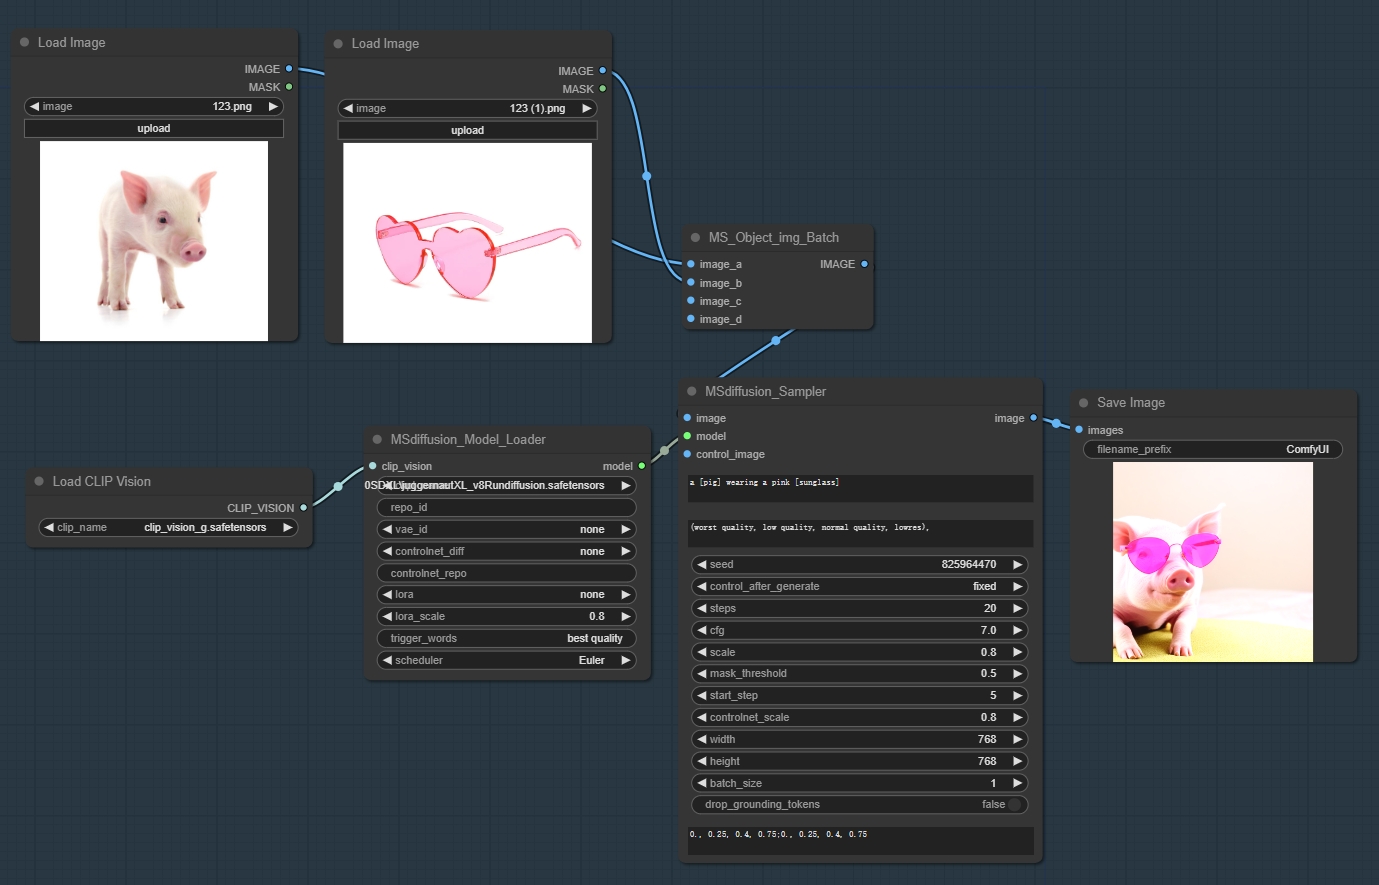 Load Image
IMAGE
MASK
image 123.png
upload
Load Image
IMAGE
MASK
image 123 (1).png
upload
MS_Object_img_Batch
image_a IMAGE
image_b
image_c
image_d
Load CLIP Vision
CLIP_VISION
clip_name clip_vision_g.safetensors
MSdiffusion_Model_Loader
clip_vision model
juggernautXL_v8Rundiffusion.safetensors
repo_id
vae_id none
controlnet_diff none
controlnet_repo
lora none
lora_scale 0.8
trigger_words best quality
scheduler Euler
MSdiffusion_Sampler
image image
model
control_image
a [pig] wearing a pink [sunglass]
(worst quality, low quality, normal quality, lowres),
seed 825964470
control_after_generate fixed
steps 20
cfg 7.0
scale 0.8
mask_threshold 0.5
start_step 5
controlnet_scale 0.8
width 768
height 768
batch_size 1
drop_grounding_tokens false
0., 0.25, 0.4, 0.75;0., 0.25, 0.4, 0.75
Save Image
images
filename_prefix ComfyUI